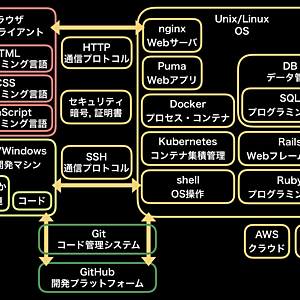 ブラウザ
クライアント
HTML
ミング言語
CSS
ミング言語
Script
ミング言語
/Windows
開発マシン
コード
HTTP
通信プロトコル
セキュリティ
暗号, 証明書
SSH
通信プロトコル
Git
コード管理システム
GitHub
開発プラットフォーム
Unix/Linux
OS
nginx
Webサーバ
Puma
Webアプリ
Docker
プロセス・コンテナ
Kubernetes
コンテナ集積管理
shell
OS操作
DB
データ管
SQL
プログラミン
Rails
Webフレーム
Ruby
プログラミン
AWS
クラウド